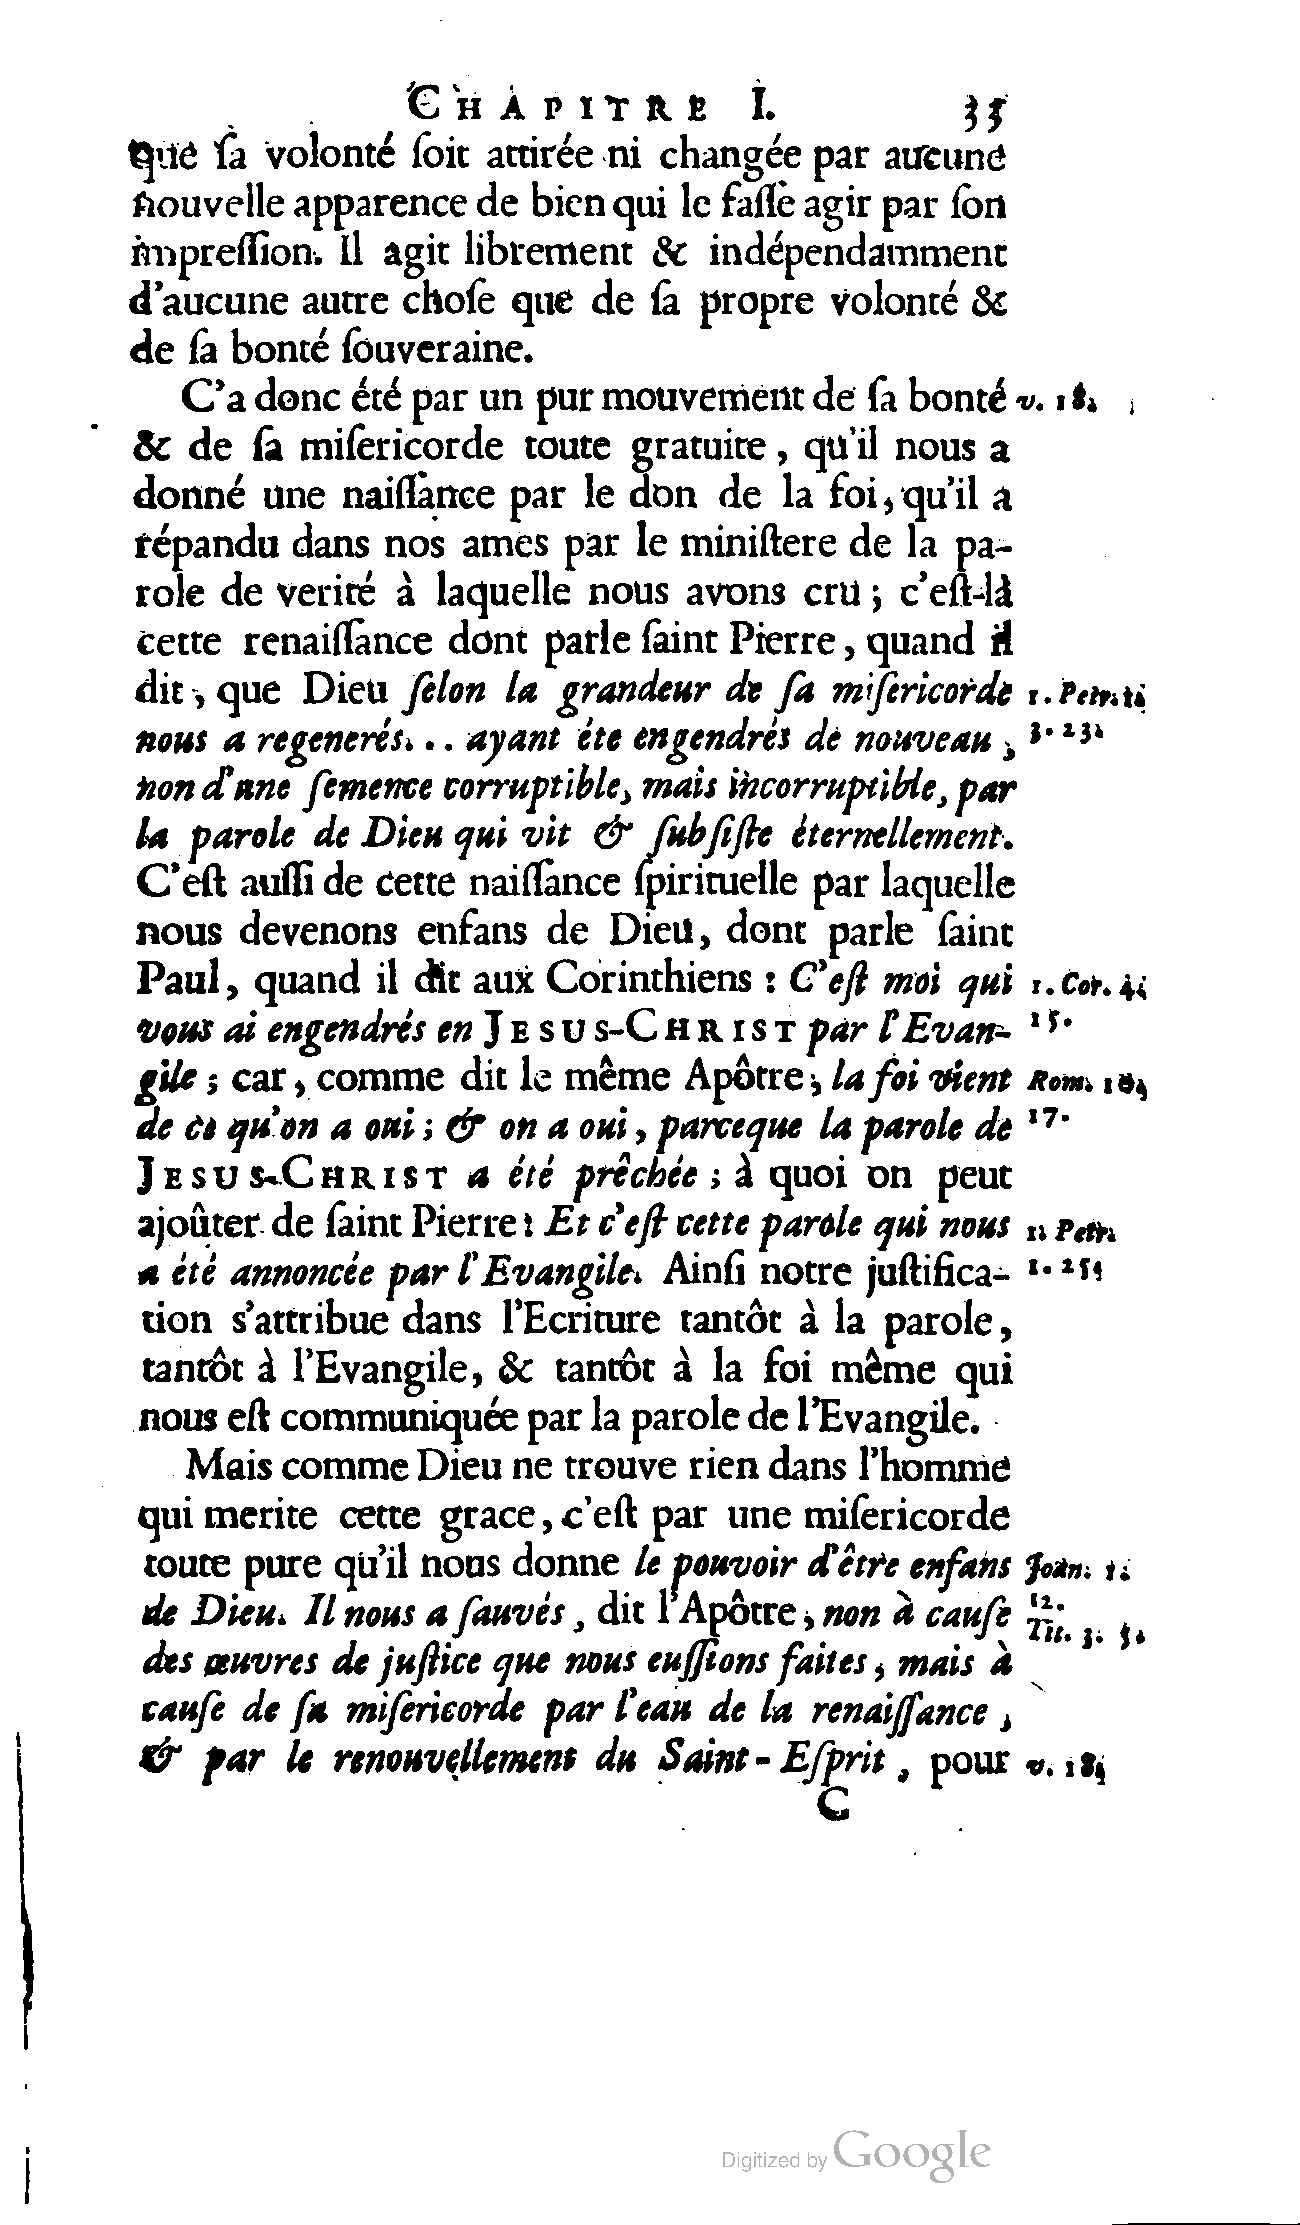 CHAPITRE I. 35
que ſa volonté ſoit attirée ni changée par aucune
nouvelle apparence de bien qui le faſſe agir par ſon
impreſſion. Il agit librement & indépendamment
d'aucune autre choſe que de ſa propre volonté &
de ſa bonté ſouveraine.
C'a donc été par un pur mouvement de ſa bonté v. 18.
& de ſa miſericorde toute gratuite, qu'il nous a
donné une naiſſance par le don de la foi, qu'il a
répandu dans nos ames par le miniſtere de la pa-
role de verité à laquelle nous avons cru ; c'eſt-là
cette renaiſſance dont parle ſaint Pierre, quand il
dit, que Dieu ſelon la grandeur de ſa miſericorde 1. Petr. 1.
nous a regenerés... ayant éte engendrés de nouveau, 3. 23.
non d'une ſemence corruptible, mais incorruptible, par
la parole de Dieu qui vit & ſubſiſte éternellement.
C'eſt auſſi de cette naiſſance ſpirituelle par laquelle
nous devenons enfans de Dieu, dont parle ſaint
Paul, quand il dit aux Corinthiens : C'eſt moi qui 1. Cor. 4.
vous ai engendrés en JESUS-CHRIST par l'Evan- 15.
gile ; car, comme dit le même Apôtre, la foi vient Rom. 10.
de ce qu'on a oui ; & on a oui, parceque la parole de 17.
JESUS-CHRIST a été prêchée ; à quoi on peut
ajoûter de ſaint Pierre : Et c'eſt cette parole qui nous 1. Petr.
a été annoncée par l'Evangile. Ainſi notre juſtifica- 1. 25.
tion s'attribue dans l'Ecriture tantôt à la parole,
tantôt à l'Evangile, & tantôt à la foi même qui
nous eſt communiquée par la parole de l'Evangile.
Mais comme Dieu ne trouve rien dans l'homme
qui merite cette grace, c'eſt par une miſericorde
toute pure qu'il nous donne le pouvoir d'être enfans Joan. 1.
de Dieu. Il nous a ſauvés, dit l'Apôtre, non à cauſe 12.
Tit. 3. 5.
des œuvres de juſtice que nous euſſions faites, mais à
cauſe de ſa miſericorde par l'eau de la renaiſſance,
& par le renouvellement du Saint-Eſprit, pour v. 18.
C
Digitized by Google